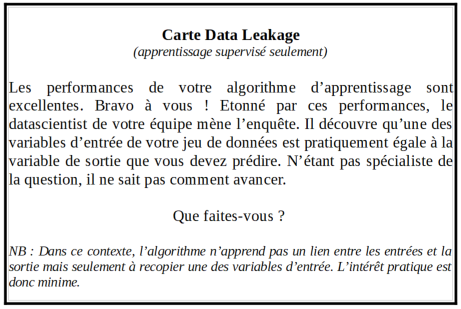 Carte Data Leakage
(apprentissage supervisé seulement)
Les performances de votre algorithme d’apprentissage sont
excellentes. Bravo à vous ! Etonné par ces performances, le
datascientist de votre équipe mène l’enquête. Il découvre qu’une des
variables d’entrée de votre jeu de données est pratiquement égale à la
variable de sortie que vous devez prédire. N’étant pas spécialiste de
la question, il ne sait pas comment avancer.
Que faites-vous ?
NB : Dans ce contexte, l’algorithme n’apprend pas un lien entre les entrées et la
sortie mais seulement à recopier une des variables d’entrée. L’intérêt pratique est
donc minime.